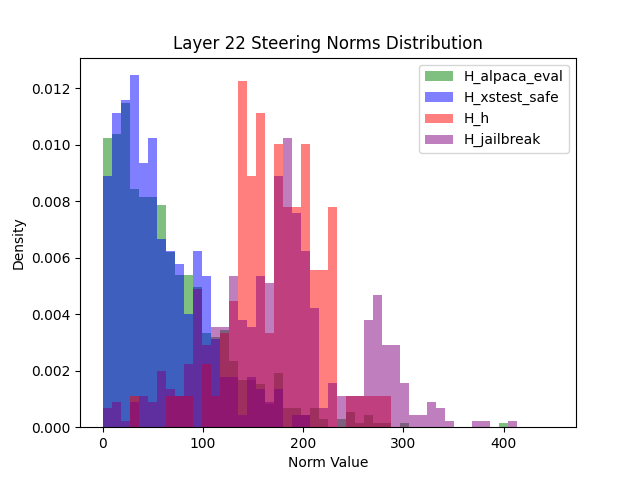 Layer 22 Steering Norms Distribution
H_alpaca_eval
H_xstest_safe
H_h
H_jailbreak
Density
0.012
0.010
0.008
0.006
0.004
0.002
0.000
0 100 200 300 400
Norm Value